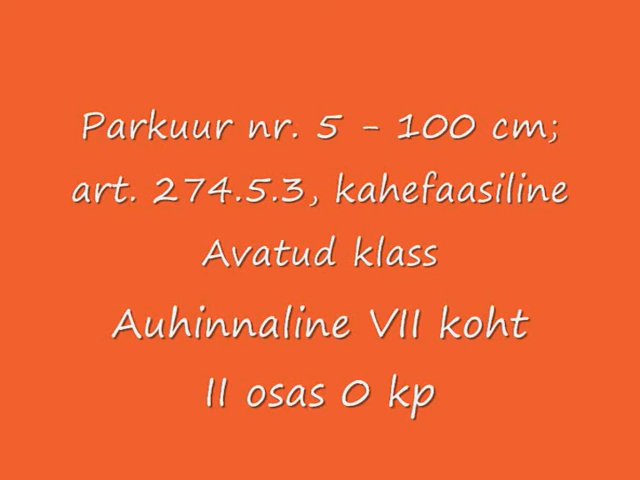 Parkuur nr. 5 - 100 cm;
art. 274.5.3, kahefaasiline
Avatud klass
Auhinnaline VII koht
II osas 0 kp